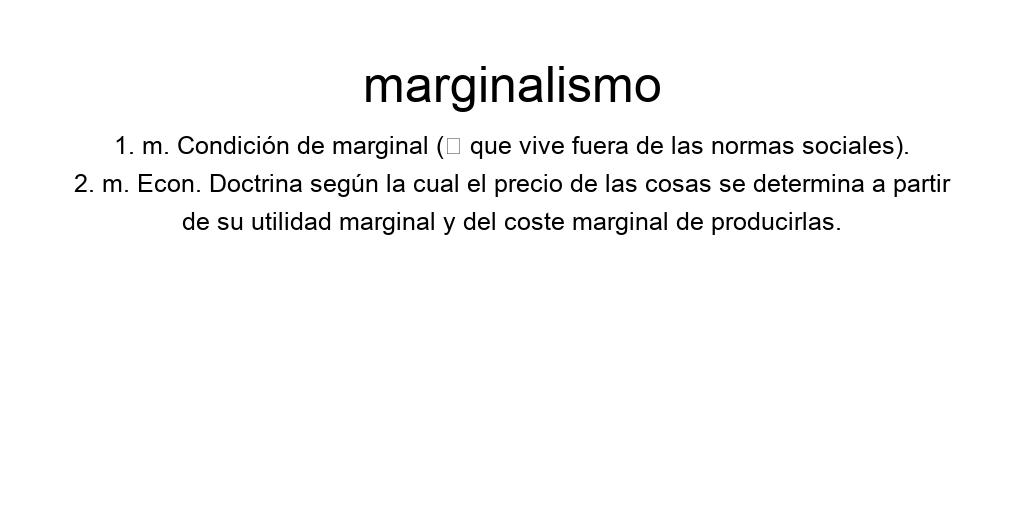 marginalismo
1. m. Condición de marginal (▯ que vive fuera de las normas sociales).
2. m. Econ. Doctrina según la cual el precio de las cosas se determina a partir
de su utilidad marginal y del coste marginal de producirlas.